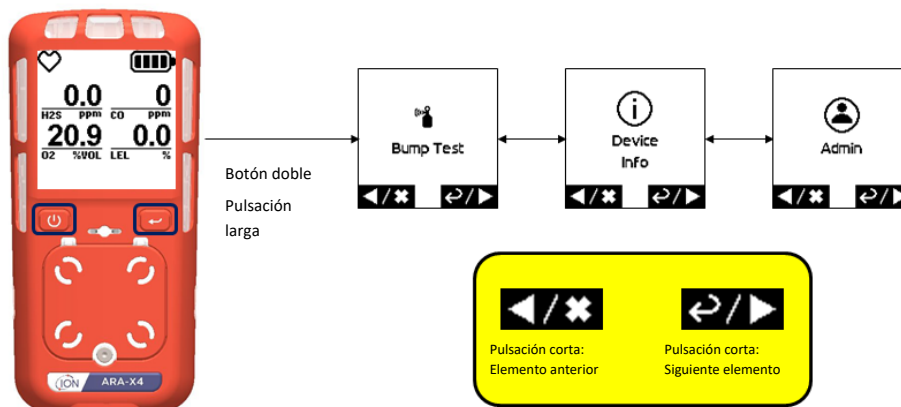 0.0 0
H2S PPM CO PPM
20.9 0.0
O2 %VOL LEL %
ION ARA-X4
Botón doble
Pulsación
larga
Bump Test
Device
Info
Admin
Pulsación corta:
Elemento anterior
Pulsación corta:
Siguiente elemento